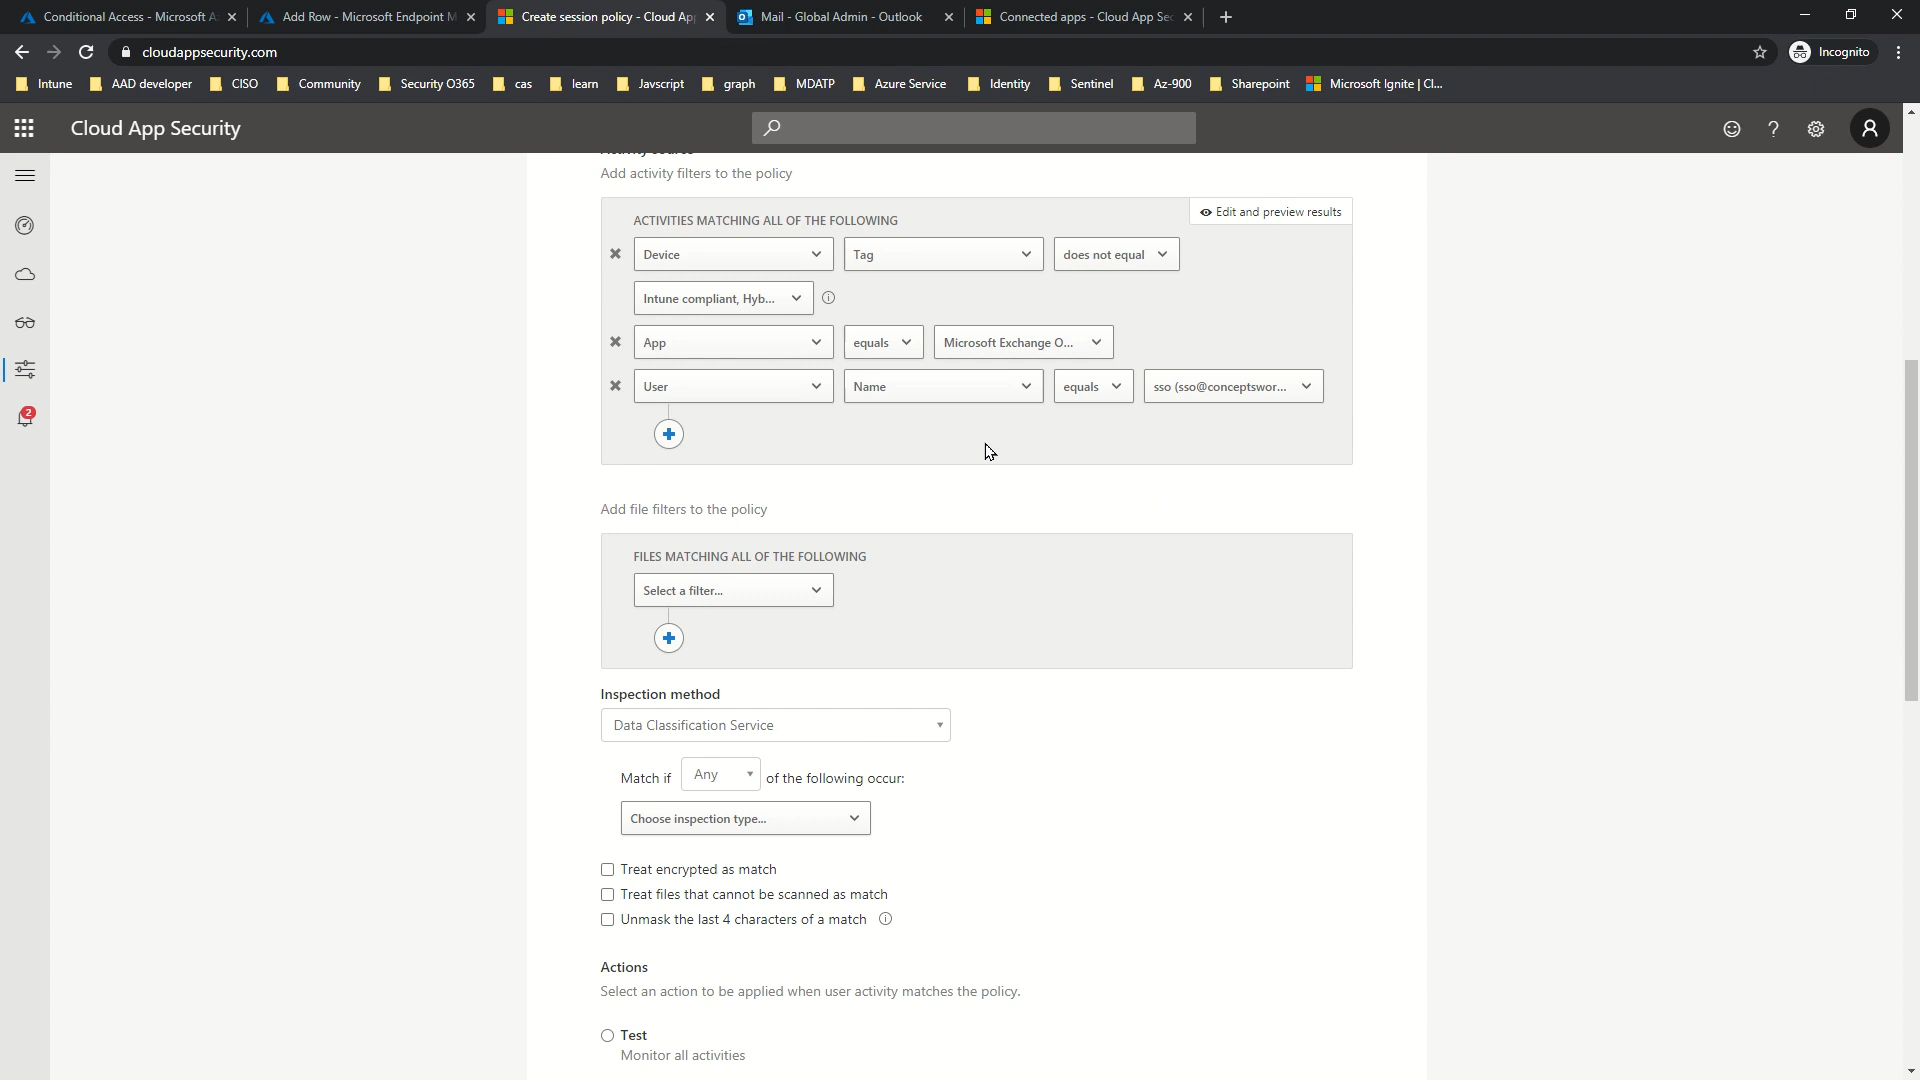 Conditional Access - Microsoft A
Add Row - Microsoft Endpoint M
Create session policy - Cloud Ap
Mail - Global Admin - Outlook
Connected apps - Cloud App Sec
cloudappsecurity.com
Incognito
Intune
AAD developer
CISO
Community
Security O365
cas
learn
Javscript
graph
MDATP
Azure Service
Identity
Sentinel
Az-900
Sharepoint
Microsoft Ignite | Cl...
Cloud App Security
?
2
Add activity filters to the policy
ACTIVITIES MATCHING ALL OF THE FOLLOWING
Edit and preview results
Device Tag does not equal
Intune compliant, Hyb...
App equals Microsoft Exchange O...
User Name equals sso (sso@conceptswor...
Add file filters to the policy
FILES MATCHING ALL OF THE FOLLOWING
Select a filter...
Inspection method
Data Classification Service
Match if Any of the following occur:
Choose inspection type...
Treat encrypted as match
Treat files that cannot be scanned as match
Unmask the last 4 characters of a match
Actions
Select an action to be applied when user activity matches the policy.
Test
Monitor all activities